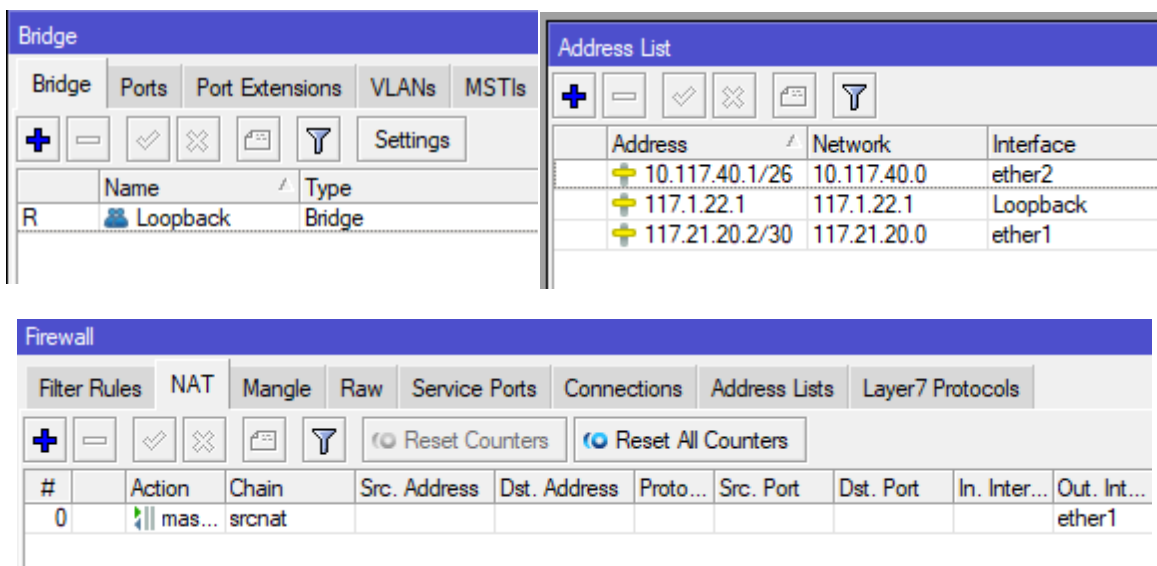 Bridge
Bridge Ports Port Extensions VLANs MSTIs
Settings
Name Type
R Loopback Bridge
Address List
Address Network Interface
10.117.40.1/26 10.117.40.0 ether2
117.1.22.1 117.1.22.1 Loopback
117.21.20.2/30 117.21.20.0 ether1
Firewall
Filter Rules NAT Mangle Raw Service Ports Connections Address Lists Layer7 Protocols
Reset Counters Reset All Counters
# Action Chain Src. Address Dst. Address Proto... Src. Port Dst. Port In. Inter... Out. Int...
0 mas... srcnat ether1